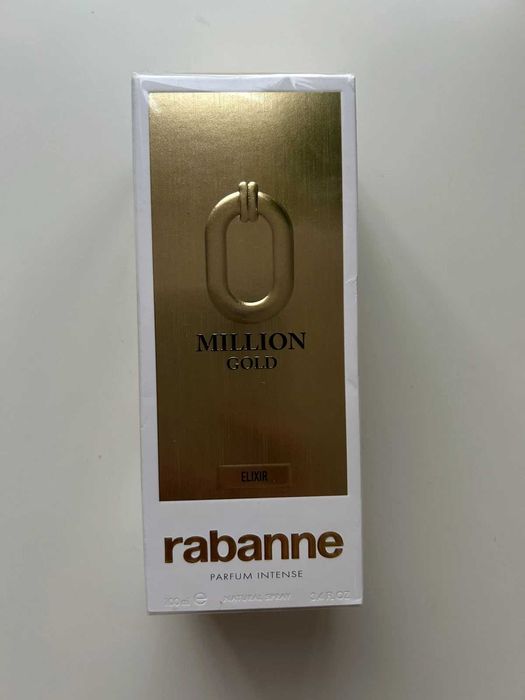 MILLION
GOLD
ELIXIR
rabanne
PARFUM INTENSE
100 ml e NATURAL SPRAY 3.4 FL OZ